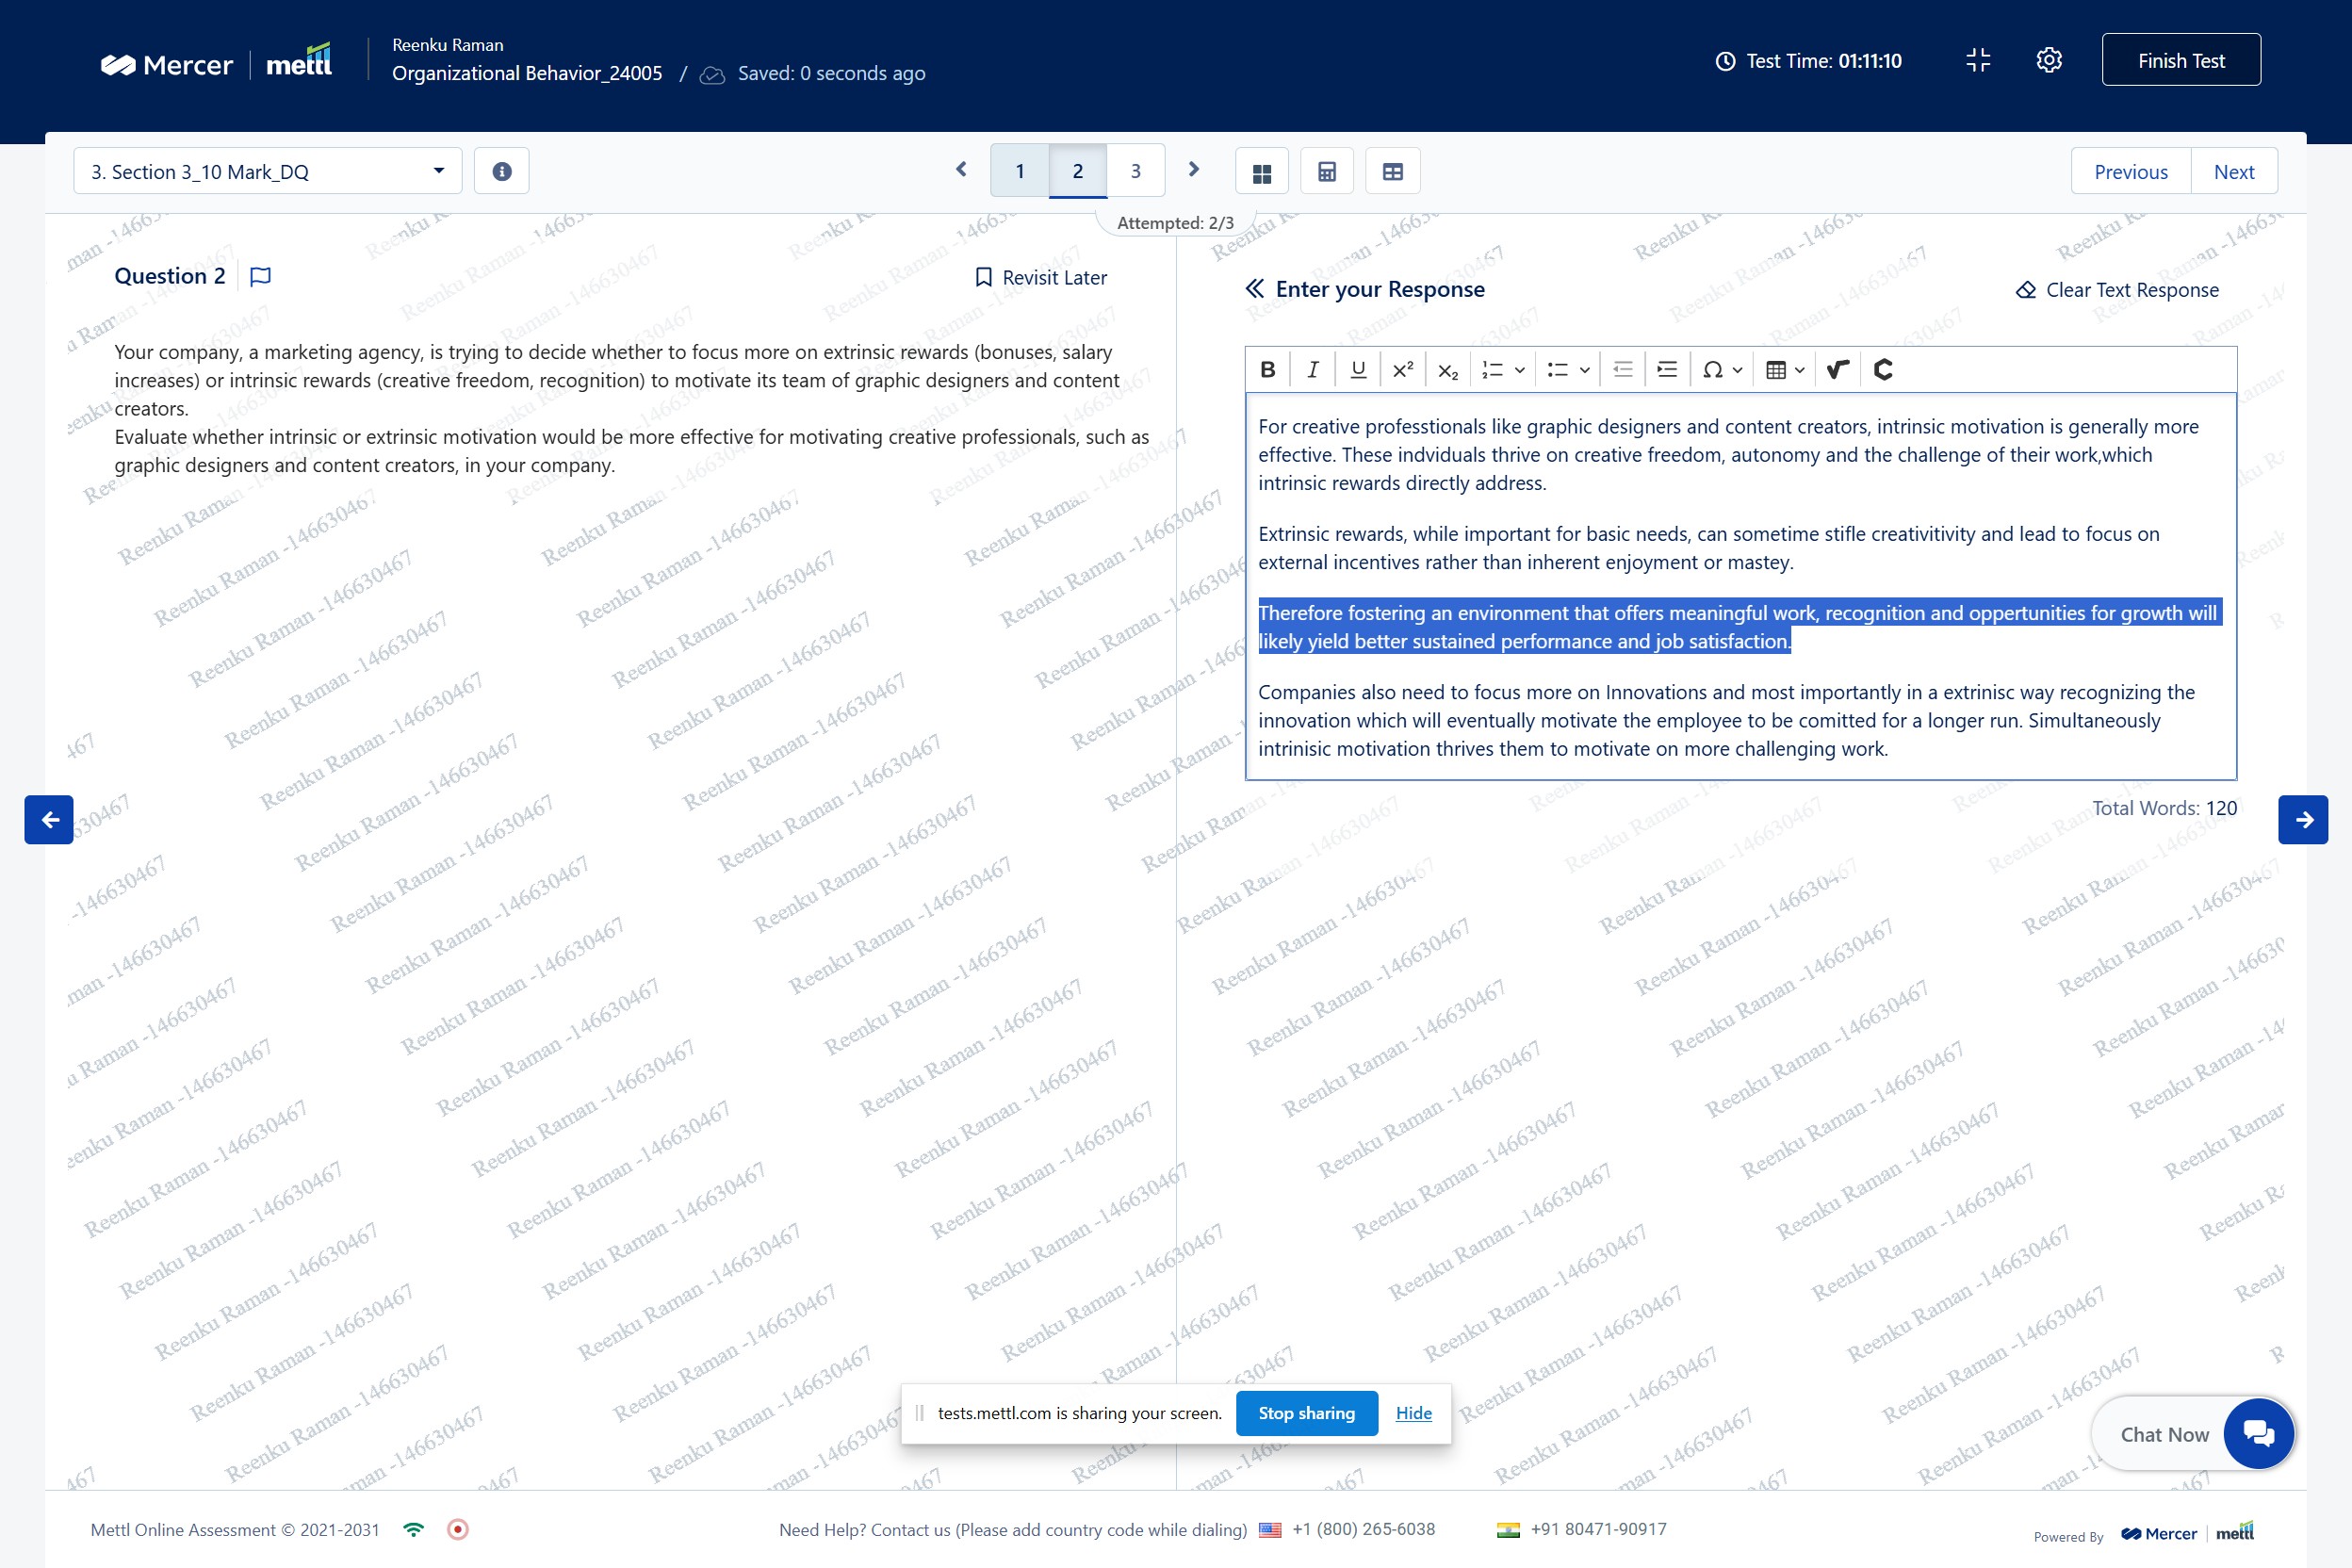 Mercer | mettl
Reenku Raman
Organizational Behavior_24005 / Saved: 0 seconds ago
Test Time: 01:11:10
Finish Test
3. Section 3_10 Mark_DQ
1 2 3
Previous Next
Attempted: 2/3
Question 2
Revisit Later
Your company, a marketing agency, is trying to decide whether to focus more on extrinsic rewards (bonuses, salary
increases) or intrinsic rewards (creative freedom, recognition) to motivate its team of graphic designers and content
creators.
Evaluate whether intrinsic or extrinsic motivation would be more effective for motivating creative professionals, such as
graphic designers and content creators, in your company.
Enter your Response
Clear Text Response
For creative professtionals like graphic designers and content creators, intrinsic motivation is generally more
effective. These indviduals thrive on creative freedom, autonomy and the challenge of their work,which
intrinsic rewards directly address.
Extrinsic rewards, while important for basic needs, can sometime stifle creativitivity and lead to focus on
external incentives rather than inherent enjoyment or mastey.
Therefore fostering an environment that offers meaningful work, recognition and oppertunities for growth will
likely yield better sustained performance and job satisfaction.
Companies also need to focus more on Innovations and most importantly in a extrinisc way recognizing the
innovation which will eventually motivate the employee to be comitted for a longer run. Simultaneously
intrinisic motivation thrives them to motivate on more challenging work.
Total Words: 120
Reenku Raman -146630467
tests.mettl.com is sharing your screen.
Stop sharing
Hide
Chat Now
Mettl Online Assessment © 2021-2031
Need Help? Contact us (Please add country code while dialing) +1 (800) 265-6038 +91 80471-90917
Powered By Mercer | mettl